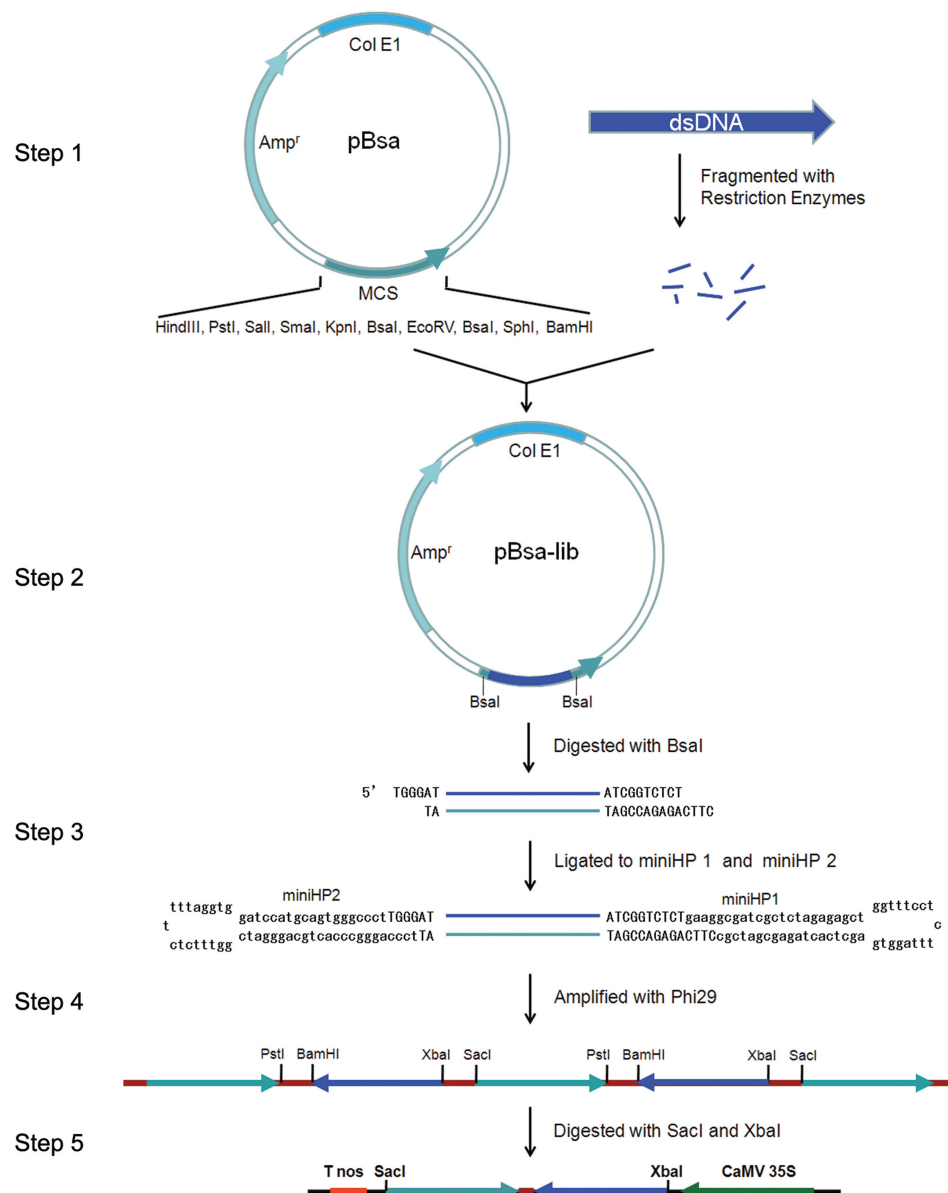 Step 1
Col E1
Ampʳ
pBsa
dsDNA
Fragmented with
Restriction Enzymes
MCS
HindIII, PstI, SalI, SmaI, KpnI, BsaI, EcoRV, BsaI, SphI, BamHI
Step 2
Col E1
Ampʳ
pBsa-lib
BsaI
BsaI
Digested with BsaI
Step 3
5' TGGGAT ATCGGTCTCT
TA TAGCCAGAGACTTC
Ligated to miniHP 1 and miniHP 2
miniHP2
miniHP1
tttaggtg
gatccatgcagtgggccctTGGGAT
ATCGGTCTCTgaaggcgatcgctctagagagct
ggtttcct
t
c
ctctttgg
ctagggacgtcacccgggaccctTA
TAGCCAGAGACTTCcgctagcgagatcactcga
gtggattt
Step 4
Amplified with Phi29
PstI BamHI XbaI SacI PstI BamHI XbaI SacI
Step 5
Digested with SacI and XbaI
T nos SacI XbaI CaMV 35S